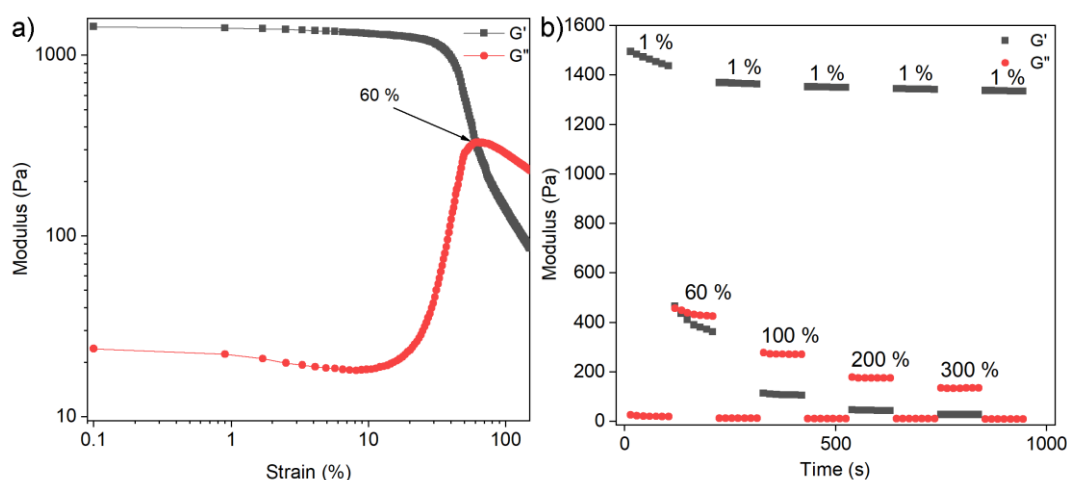 a)
G'
G"
60 %
1000
100
10
Modulus (Pa)
0.1
1
10
100
Strain (%)
b)
G'
G"
1 %
1 %
1 %
1 %
1 %
60 %
100 %
200 %
300 %
1600
1400
1200
1000
800
600
400
200
0
Modulus (Pa)
0
500
1000
Time (s)